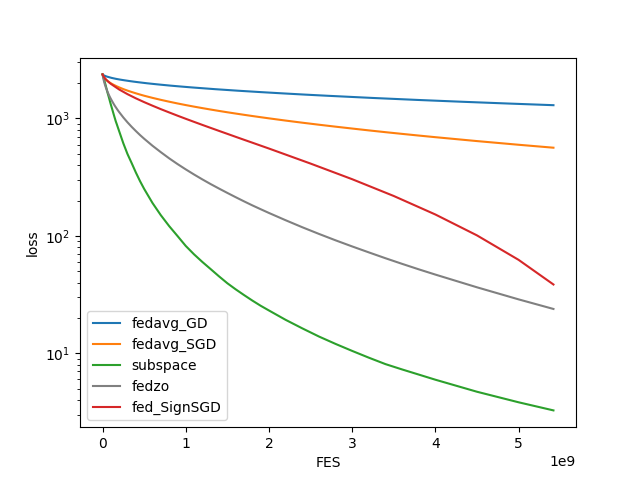 10³
10²
10¹
loss
fedavg_GD
fedavg_SGD
subspace
fedzo
fed_SignSGD
0 1 2 3 4 5
FES
1e9